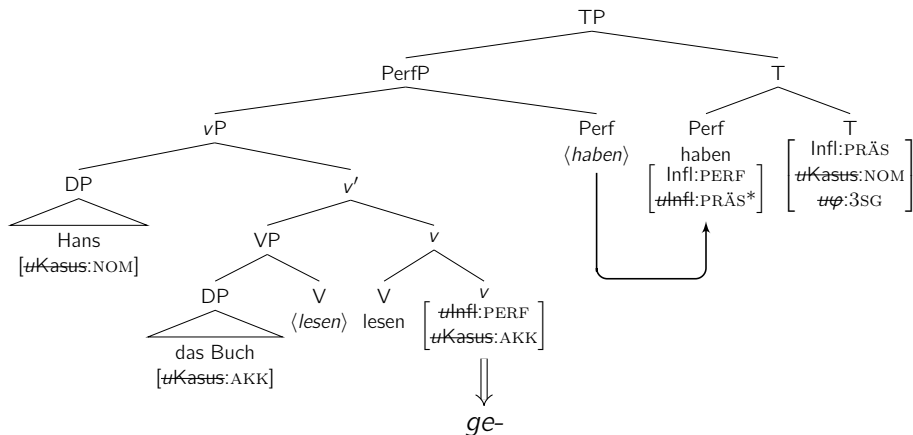 TP
PerfP T
vP Perf Perf T
⟨haben⟩ haben Infl:PRÄS
Infl:PERF uKasus:NOM
uInfl:PRÄS* uφ:3SG
DP v′
Hans VP v
[uKasus:NOM]
DP V V v
⟨lesen⟩ lesen uInfl:PERF
uKasus:AKK
das Buch
[uKasus:AKK]
ge-